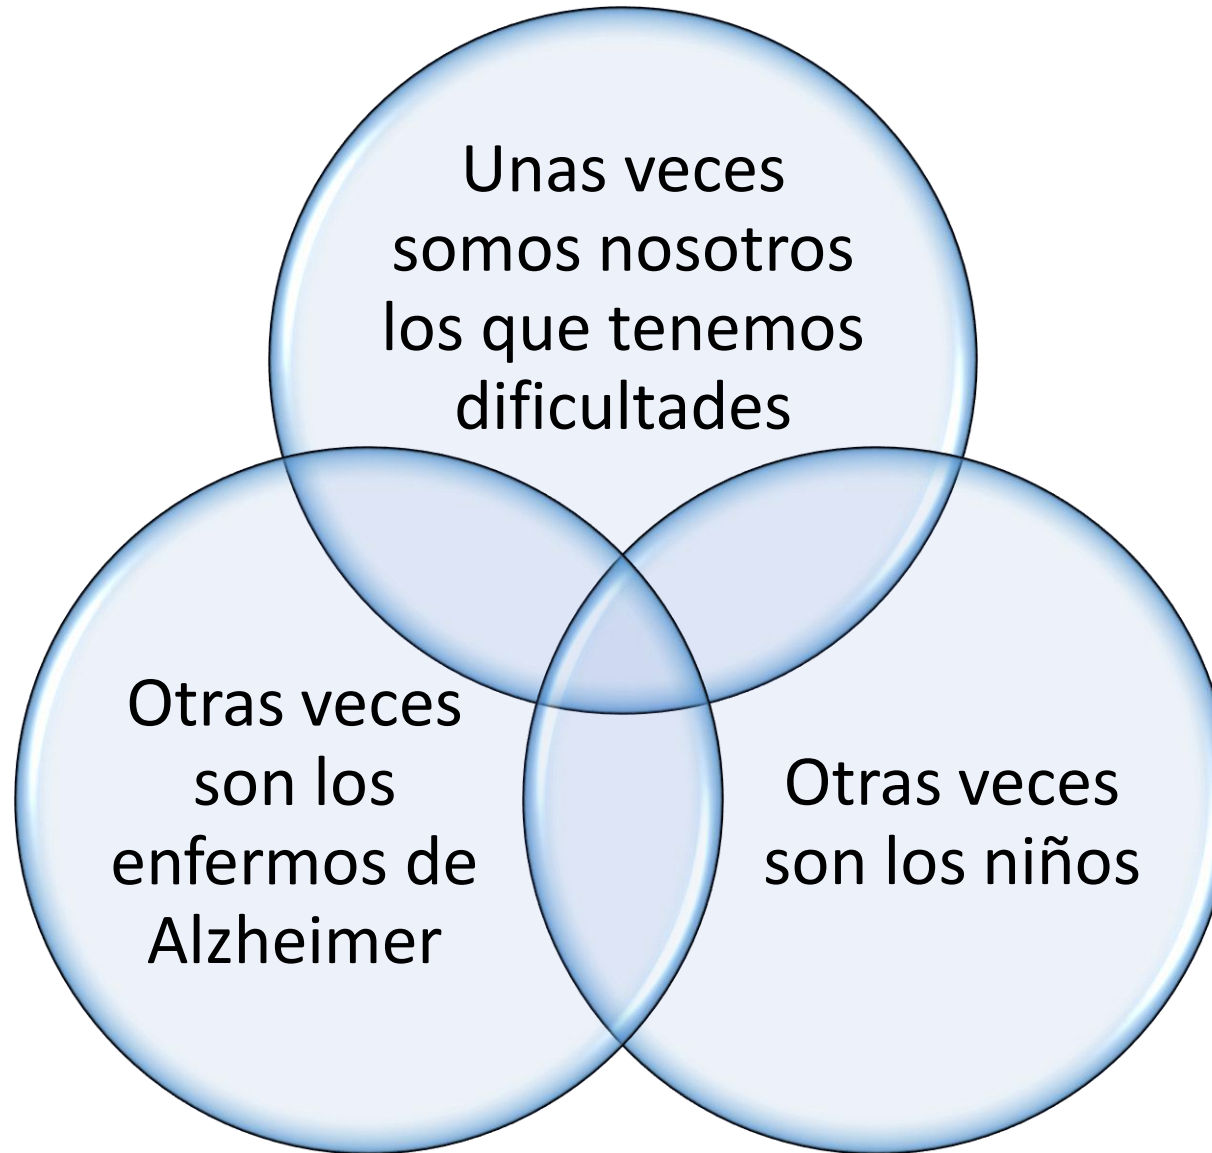 Unas veces
somos nosotros
los que tenemos
dificultades
Otras veces
son los
enfermos de
Alzheimer
Otras veces
son los niños